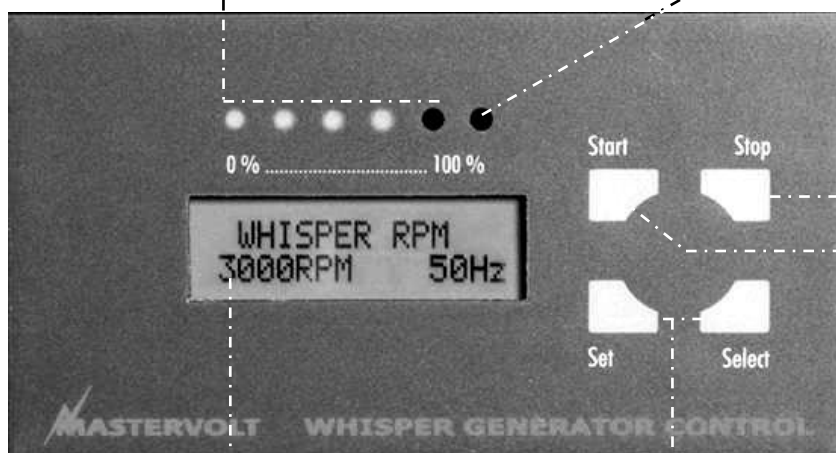 Start Stop
0% ................................ 100%
WHISPER RPM
3000RPM 50Hz
Set Select
MASTERVOLT WHISPER GENERATOR CONTROL